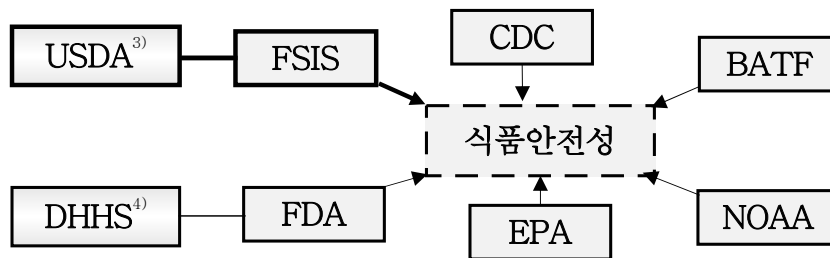 USDA3)
FSIS
CDC
BATF
식품안전성
DHHS4)
FDA
EPA
NOAA